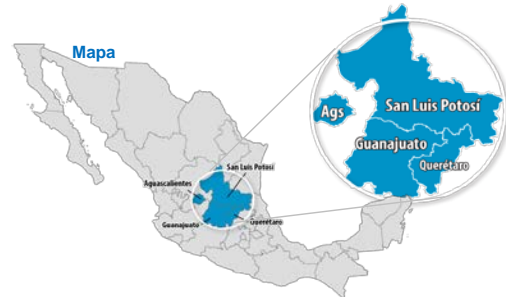 Mapa
Ags
San Luis Potosí
Guanajuato
Querétaro
San Luis Potosí
Aguascalientes
Guanajuato
Querétaro